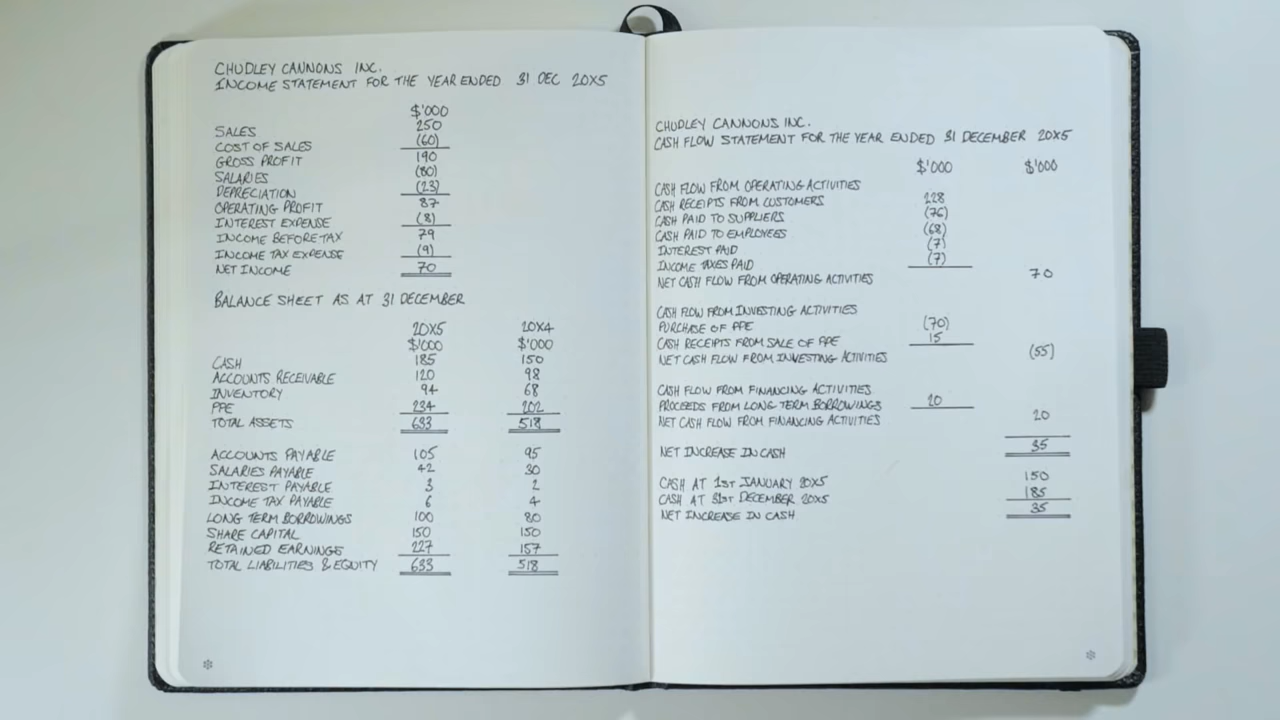 CHUDLEY CANNONS INC.
INCOME STATEMENT FOR THE YEAR ENDED 31 DEC 20X5
$'000
SALES 250
COST OF SALES (60)
GROSS PROFIT 190
SALARIES (80)
DEPRECIATION (23)
OPERATING PROFIT 87
INTEREST EXPENSE (8)
INCOME BEFORE TAX 79
INCOME TAX EXPENSE (9)
NET INCOME 70
BALANCE SHEET AS AT 31 DECEMBER
20X5 20X4
$'000 $'000
CASH 185 150
ACCOUNTS RECEIVABLE 120 98
INVENTORY 94 68
PPE 234 202
TOTAL ASSETS 633 518
ACCOUNTS PAYABLE 105 95
SALARIES PAYABLE 42 30
INTEREST PAYABLE 3 2
INCOME TAX PAYABLE 6 4
LONG TERM BORROWINGS 100 80
SHARE CAPITAL 150 150
RETAINED EARNINGS 227 157
TOTAL LIABILITIES & EQUITY 633 518
CHUDLEY CANNONS INC.
CASH FLOW STATEMENT FOR THE YEAR ENDED 31 DECEMBER 20X5
$'000 $'000
CASH FLOW FROM OPERATING ACTIVITIES
CASH RECEIPTS FROM CUSTOMERS 228
CASH PAID TO SUPPLIERS (76)
CASH PAID TO EMPLOYEES (68)
INTEREST PAID (7)
INCOME TAXES PAID (7)
NET CASH FLOW FROM OPERATING ACTIVITIES 70
CASH FLOW FROM INVESTING ACTIVITIES
PURCHASE OF PPE (70)
CASH RECEIPTS FROM SALE OF PPE 15
NET CASH FLOW FROM INVESTING ACTIVITIES (55)
CASH FLOW FROM FINANCING ACTIVITIES
PROCEEDS FROM LONG TERM BORROWINGS 20
NET CASH FLOW FROM FINANCING ACTIVITIES 20
NET INCREASE IN CASH 35
CASH AT 1ST JANUARY 20X5 150
CASH AT 31ST DECEMBER 20X5 185
NET INCREASE IN CASH 35